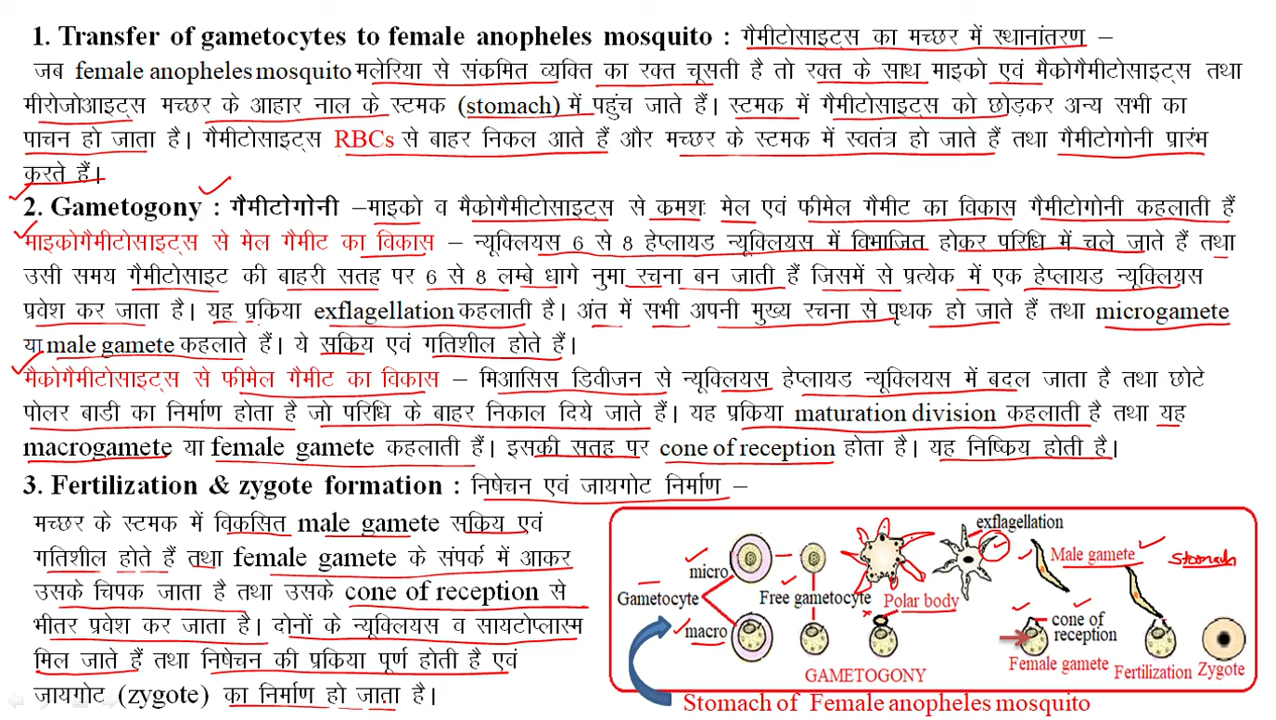 1. Transfer of gametocytes to female anopheles mosquito : गैमीटोसाइट्स का मच्छर में स्थानांतरण –
जब female anopheles mosquito मलेरिया से संकमित व्यक्ति का रक्त चूसती है तो रक्त के साथ माइको एवं मैकोगैमीटोसाइट्स तथा
मीरोजोआइट्स मच्छर के आहार नाल के स्टमक (stomach) में पहुंच जाते हैं। स्टमक में गैमीटोसाइट्स को छोड़कर अन्य सभी का
पाचन हो जाता है। गैमीटोसाइट्स RBCs से बाहर निकल आते हैं और मच्छर के स्टमक में स्वतंत्र हो जाते हैं तथा गैमीटोगोनी प्रारंभ
करते हैं।
2. Gametogony : गैमीटोगोनी –माइको व मैकोगैमीटोसाइट्स से कमशः मेल एवं फीमेल गैमीट का विकास गैमीटोगोनी कहलाती हैं
माइकोगैमीटोसाइट्स से मेल गैमीट का विकास – न्यूक्लियस 6 से 8 हेप्लायड न्यूक्लियस में विभाजित होकर परिधि में चले जाते हैं तथा
उसी समय गैमीटोसाइट की बाहरी सतह पर 6 से 8 लम्बे धागे नुमा रचना बन जाती हैं जिसमें से प्रत्येक में एक हेप्लायड न्यूक्लियस
प्रवेश कर जाता है। यह प्रकिया exflagellation कहलाती है। अंत में सभी अपनी मुख्य रचना से पृथक हो जाते हैं तथा microgamete
या male gamete कहलाते हैं। ये सकिय एवं गतिशील होते हैं।
मैकोगैमीटोसाइट्स से फीमेल गैमीट का विकास – मिआसिस डिवीजन से न्यूक्लियस हेप्लायड न्यूक्लियस में बदल जाता है तथा छोटे
पोलर बाडी का निर्माण होता है जो परिधि के बाहर निकाल दिये जाते हैं। यह प्रकिया maturation division कहलाती है तथा यह
macrogamete या female gamete कहलाती हैं। इसकी सतह पर cone of reception होता है। यह निष्किय होती है।
3. Fertilization & zygote formation : निषेचन एवं जायगोट निर्माण –
मच्छर के स्टमक में विकसित male gamete सकिय एवं
गतिशील होते हैं तथा female gamete के संपर्क में आकर
उसके चिपक जाता है तथा उसके cone of reception से
भीतर प्रवेश कर जाता है। दोनों के न्यूक्लियस व सायटोप्लास्म
मिल जाते हैं तथा निषेचन की प्रकिया पूर्ण होती है एवं
जायगोट (zygote) का निर्माण हो जाता है।
exflagellation
Male gamete
Stomach
micro
Gametocyte
Free gametocyte
Polar body
macro
cone of
reception
Female gamete
Fertilization
Zygote
GAMETOGONY
Stomach of Female anopheles mosquito